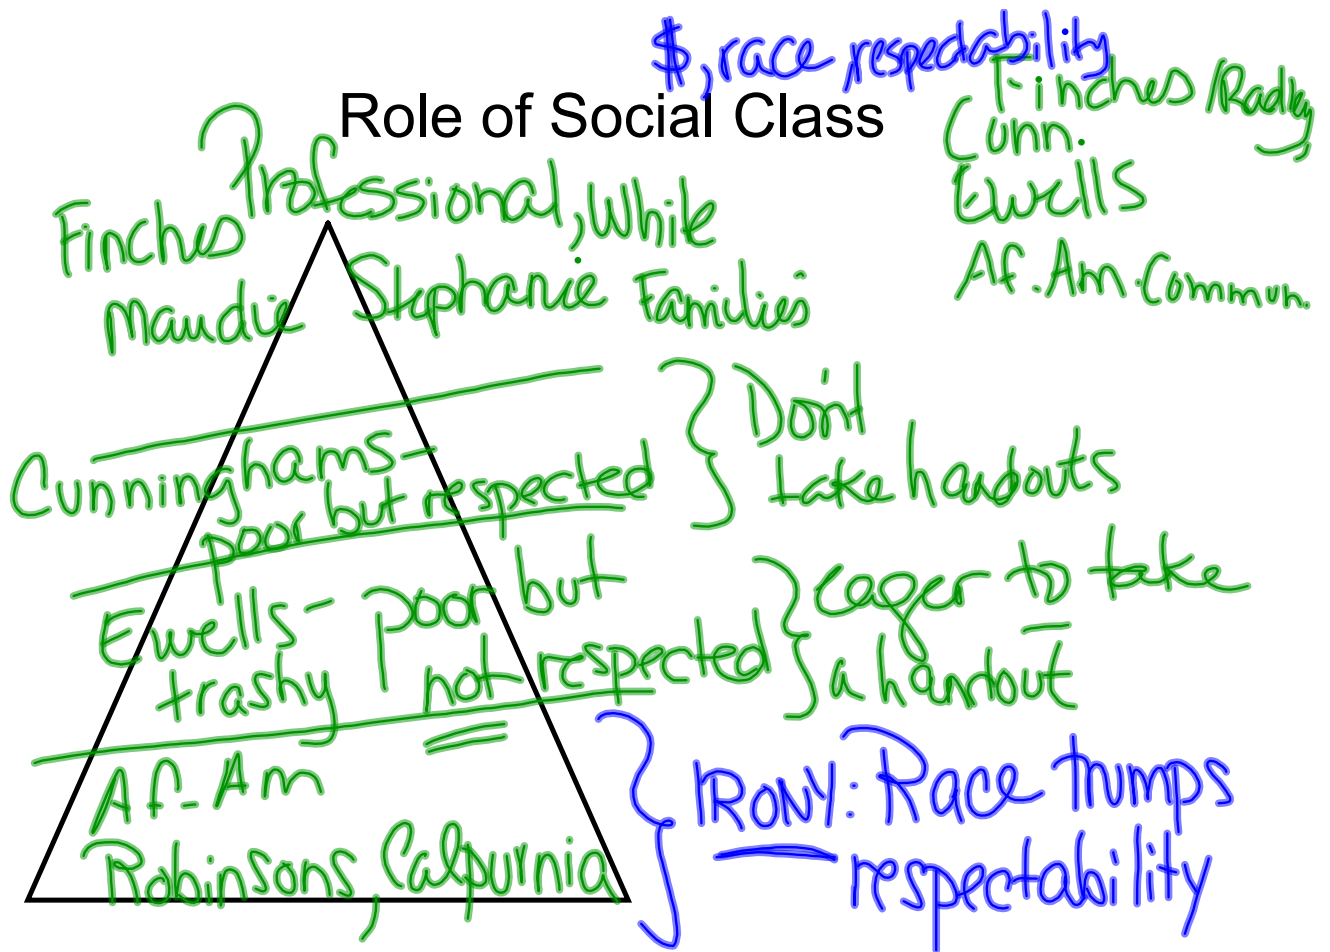 $, race, respectability
Role of Social Class
Finches/Radley
Cunn.
Ewells
Af. Am. Commun.
Professional, White
Finches
Maudie Stephanie Families
Cunninghams -
poor but respected
Don't
take handouts
Ewells - poor but
trashy not respected
eager to take
a handout
Af-Am
Robinsons, Calpurnia
IRONY: Race trumps
respectability